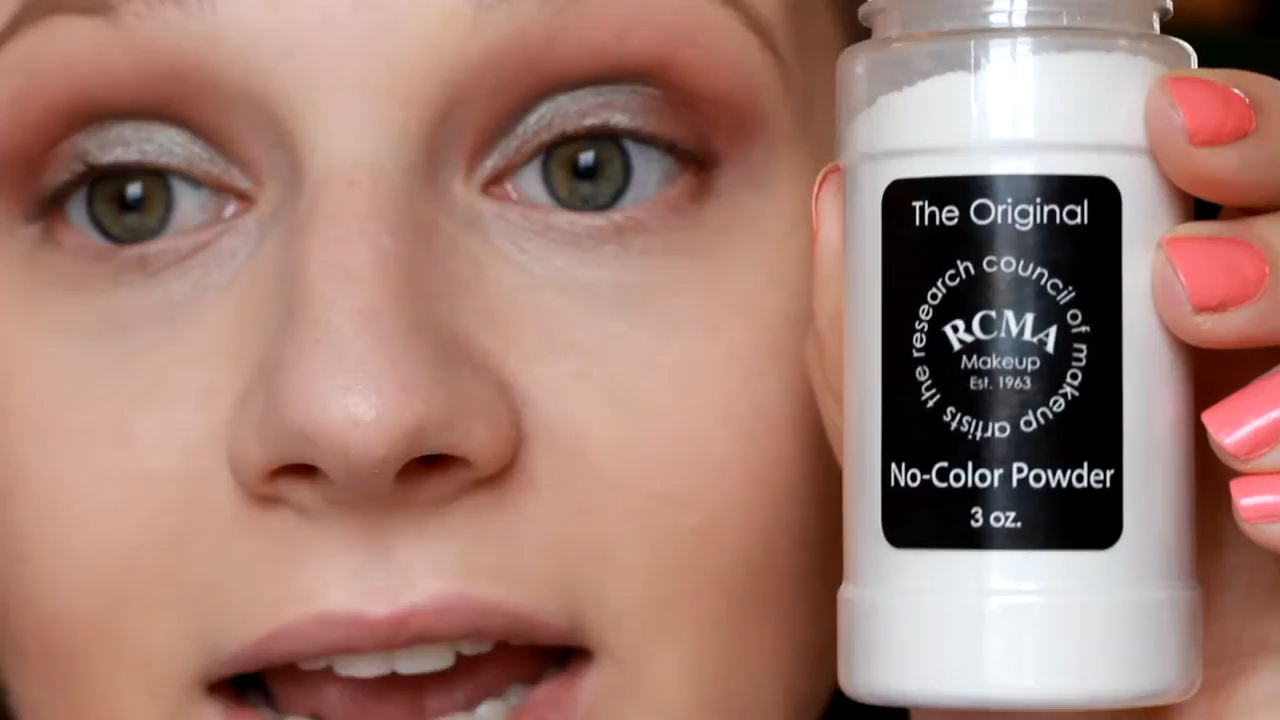 The Original
the research council of makeup artists
RCMA
Makeup
Est. 1963
No-Color Powder
3 oz.